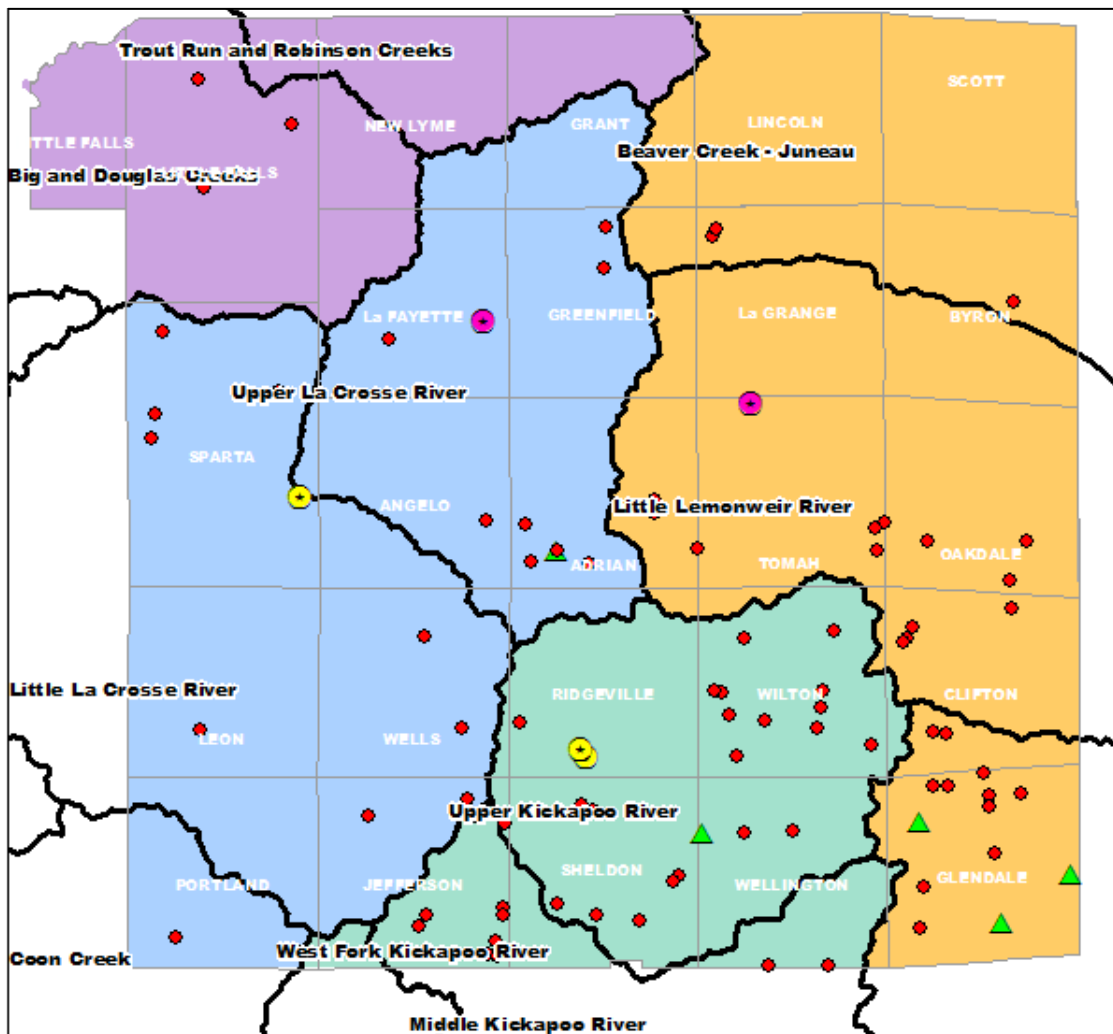 Trout Run and Robinson Creeks
SCOTT
NEW LYME
GRANT
LINCOLN
ITTLE FALLS
Beaver Creek - Juneau
Big and Douglas Creeks
La FAYETTE
GREENFIELD
La GRANGE
BYRON
Upper La Crosse River
SPARTA
ANGELO
Little Lemonweir River
ADRIAN
TOMAH
OAKDALE
Little La Crosse River
RIDGEVILLE
WILTON
CLIFTON
LEON
WELLS
Upper Kickapoo River
SHELDON
PORTLAND
JEFFERSON
WELLINGTON
GLENDALE
Coon Creek
West Fork Kickapoo River
Middle Kickapoo River